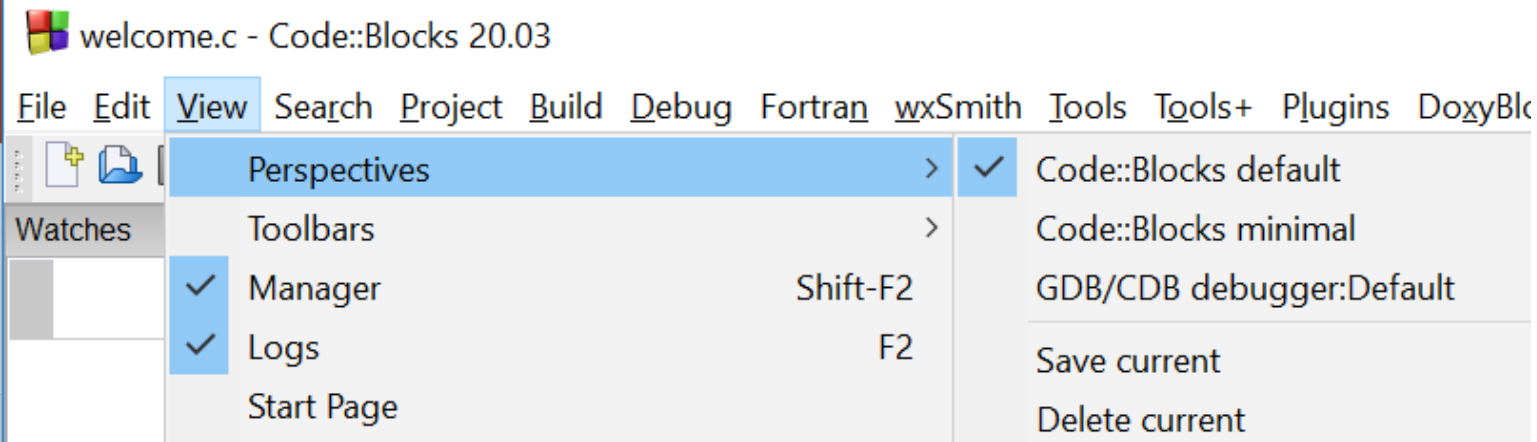 welcome.c - Code::Blocks 20.03
File Edit View Search Project Build Debug Fortran wxSmith Tools Tools+ Plugins
Perspectives
Code::Blocks default
Watches
Toolbars
Code::Blocks minimal
Manager Shift-F2
GDB/CDB debugger:Default
Logs F2
Save current
Start Page
Delete current